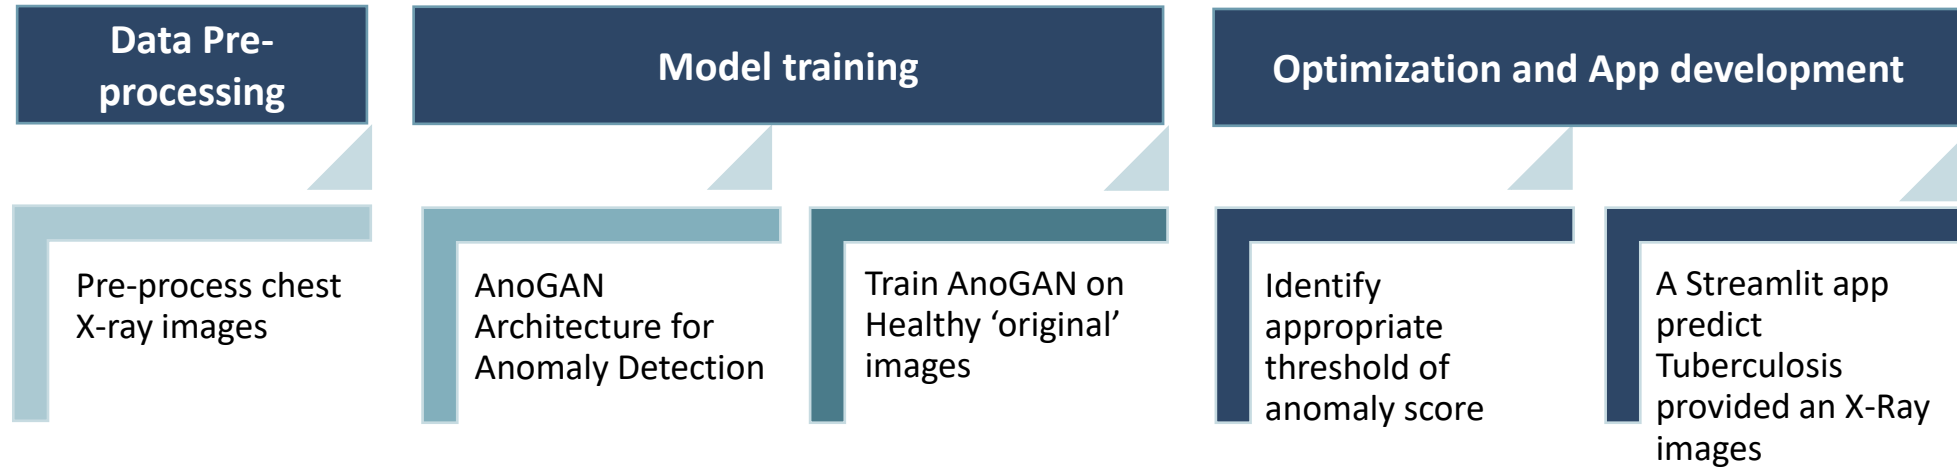 Data Pre-
processing
Model training
Optimization and App development
Pre-process chest
X-ray images
AnoGAN
Architecture for
Anomaly Detection
Train AnoGAN on
Healthy ‘original’
images
Identify
appropriate
threshold of
anomaly score
A Streamlit app
predict
Tuberculosis
provided an X-Ray
images